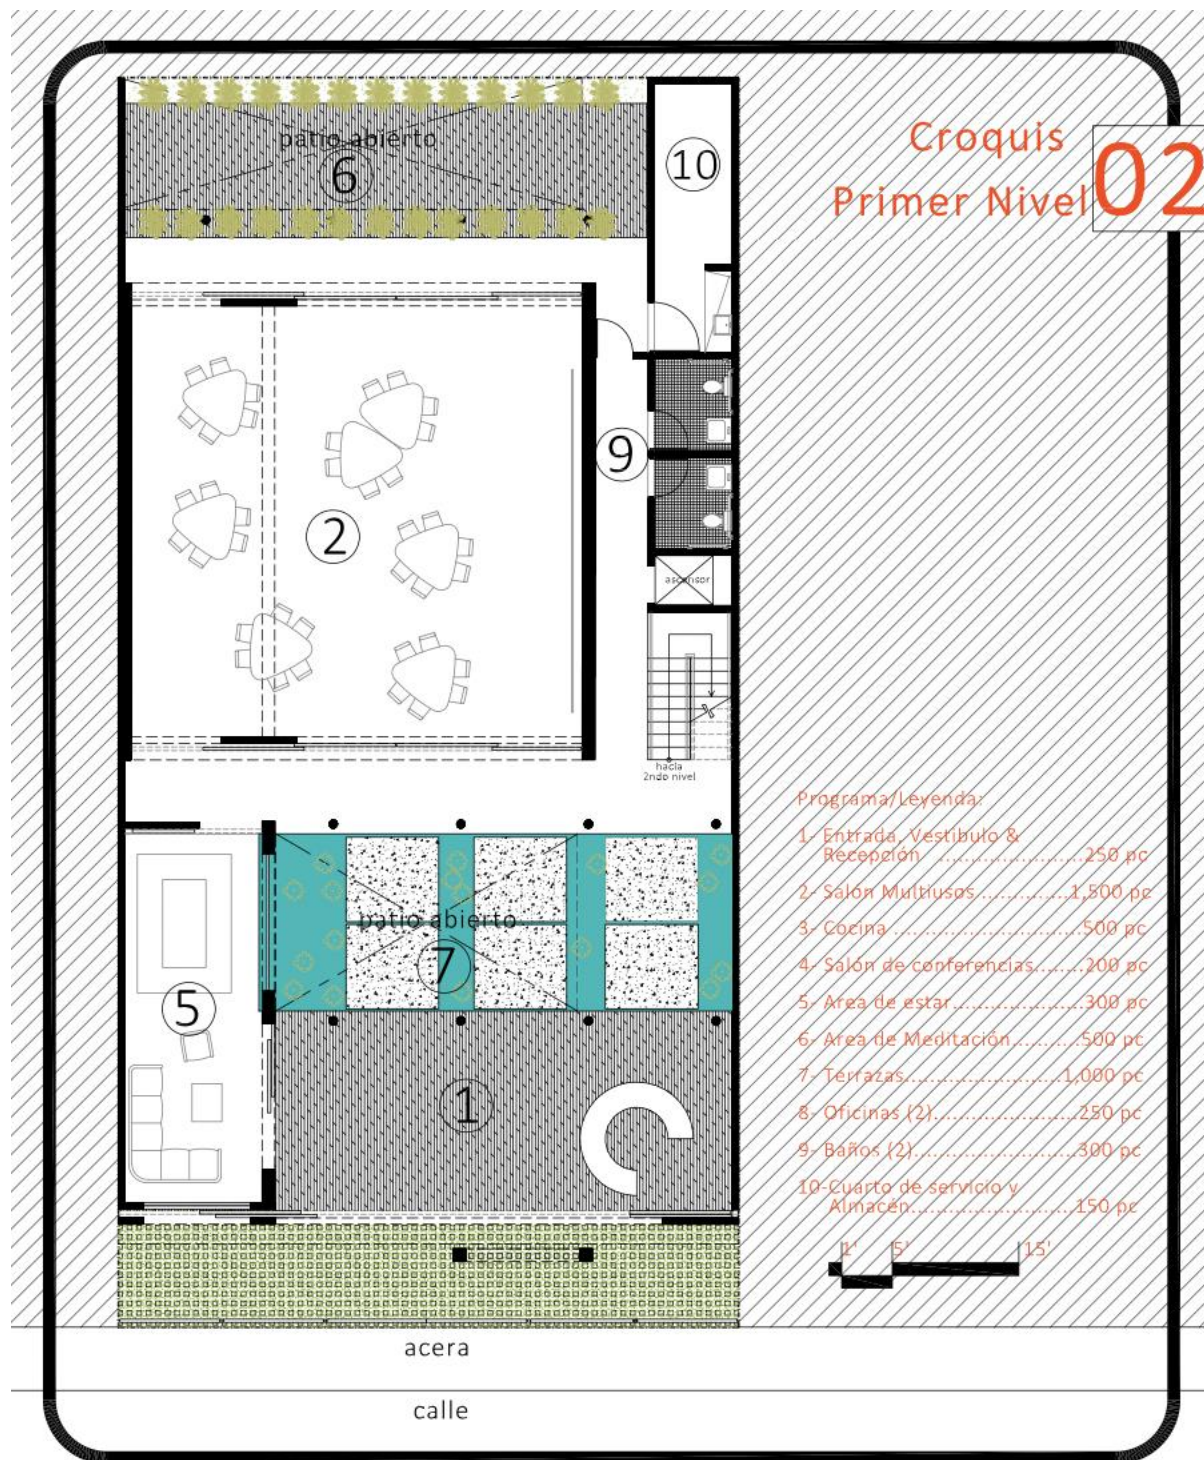 patio abierto
6
10
Croquis
Primer Nivel
02
9
2
ascensor
hacia
2ndo nivel
patio abierto
7
5
1
Programa/Leyenda:
1- Entrada, Vestibulo &
Recepción ........................250 pc
2- Salón Multiusos..............1,500 pc
3- Cocina ............................500 pc
4- Salón de conferencias.......200 pc
5- Area de estar....................300 pc
6- Area de Meditación..........500 pc
7- Terrazas.......................1,000 pc
8- Oficinas (2)......................250 pc
9- Baños (2)........................300 pc
10-Cuarto de servicio y
Almacén........................150 pc
1' 5' 15'
acera
calle